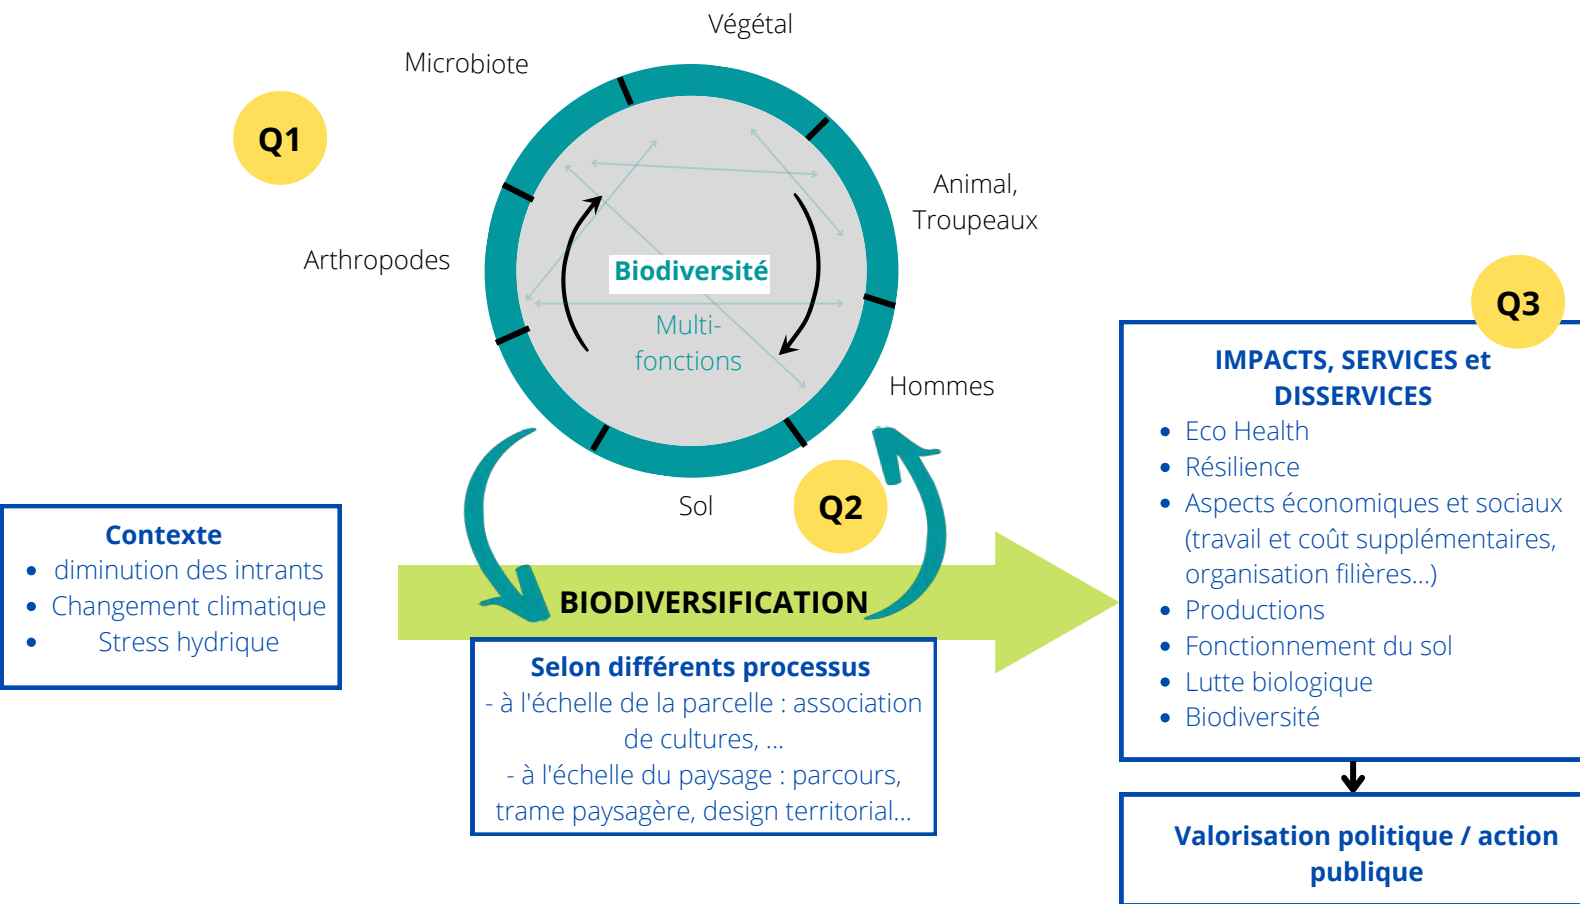 Végétal
Microbiote
Q1
Animal,
Troupeaux
Arthropodes
Biodiversité
Multi-
fonctions
Hommes
Sol
Q2
Q3
Contexte
• diminution des intrants
• Changement climatique
• Stress hydrique
BIODIVERSIFICATION
Selon différents processus
- à l'échelle de la parcelle : association
de cultures, ...
- à l'échelle du paysage : parcours,
trame paysagère, design territorial...
IMPACTS, SERVICES et
DISSERVICES
• Eco Health
• Résilience
• Aspects économiques et sociaux
(travail et coût supplémentaires,
organisation filières...)
• Productions
• Fonctionnement du sol
• Lutte biologique
• Biodiversité
Valorisation politique / action
publique